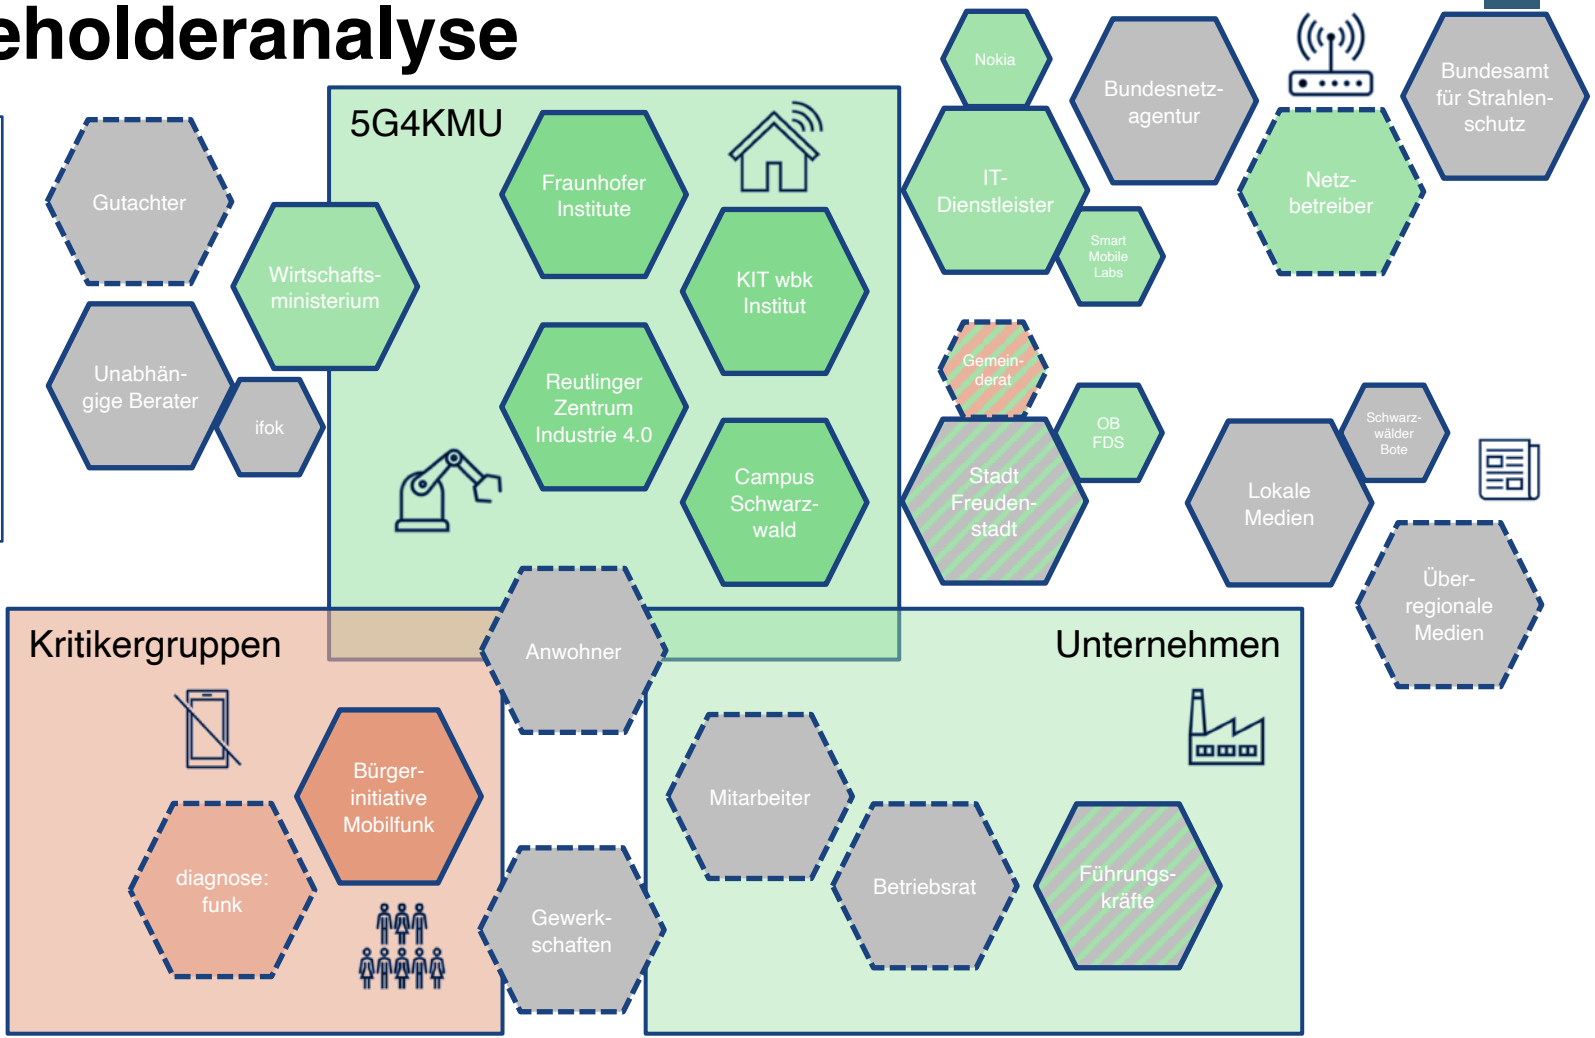 eholderanalyse
Gutachter
Wirtschafts-
ministerium
Unabhän-
gige Berater
ifok
5G4KMU
Fraunhofer
Institute
KIT wbk
Institut
Reutlinger
Zentrum
Industrie 4.0
Campus
Schwarz-
wald
Nokia
IT-
Dienstleister
Smart
Mobile
Labs
Bundesnetz-
agentur
Netz-
betreiber
Bundesamt
für Strahlen-
schutz
Gemein-
derat
OB
FDS
Stadt
Freuden-
stadt
Schwarz-
wälder
Bote
Lokale
Medien
Über-
regionale
Medien
Kritikergruppen
Bürger-
initiative
Mobilfunk
diagnose:
funk
Anwohner
Gewerk-
schaften
Unternehmen
Mitarbeiter
Betriebsrat
Führungs-
kräfte